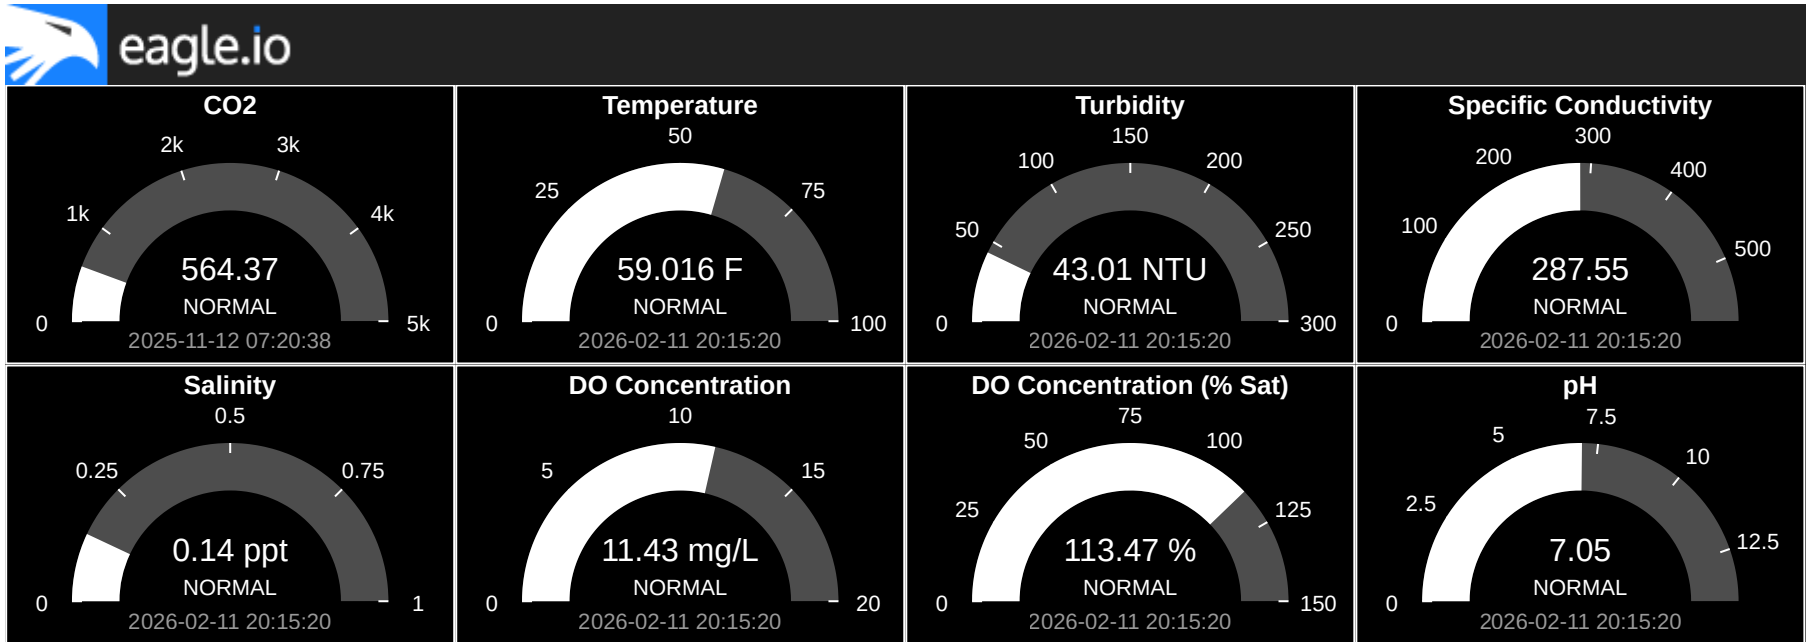 eagle.io
CO2
2k
3k
1k
4k
564.37
NORMAL
0
5k
2025-11-12 07:20:38
Temperature
50
25
75
59.016 F
NORMAL
0
100
2026-02-11 20:15:20
Turbidity
150
100
200
50
250
43.01 NTU
NORMAL
0
300
2026-02-11 20:15:20
Specific Conductivity
300
200
400
100
500
287.55
NORMAL
0
2026-02-11 20:15:20
Salinity
0.5
0.25
0.75
0.14 ppt
NORMAL
0
1
2026-02-11 20:15:20
DO Concentration
10
5
15
11.43 mg/L
NORMAL
0
20
2026-02-11 20:15:20
DO Concentration (% Sat)
75
50
100
25
125
113.47 %
NORMAL
0
150
2026-02-11 20:15:20
pH
7.5
5
10
2.5
12.5
7.05
NORMAL
0
2026-02-11 20:15:20